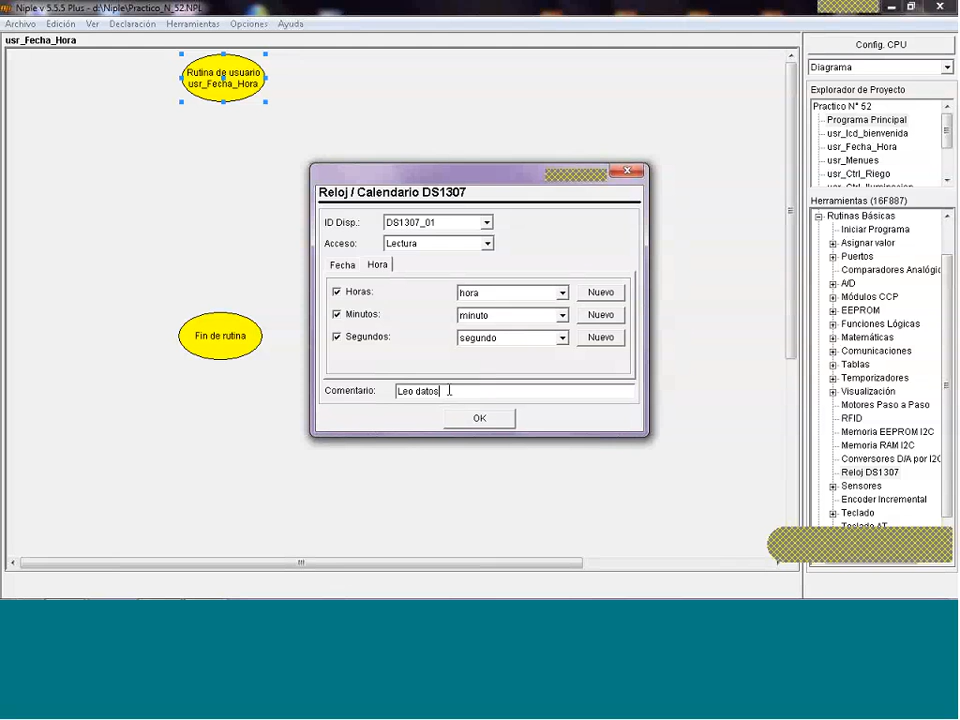 Niple v 5.5.5 Plus - d:\Niple\Practico_N_52.NPL
Archivo Edición Ver Declaración Herramientas Opciones Ayuda
usr_Fecha_Hora
Rutina de usuario
usr_Fecha_Hora
Fin de rutina
Reloj / Calendario DS1307
ID Disp.: DS1307_01
Acceso: Lectura
Fecha Hora
Horas: hora Nuevo
Minutos: minuto Nuevo
Segundos: segundo Nuevo
Comentario: Leo datos
OK
Config. CPU
Diagrama
Explorador de Proyecto
Practico N° 52
Programa Principal
usr_lcd_bienvenida
usr_Fecha_Hora
usr_Menues
usr_Ctrl_Riego
usr_Ctrl_Iluminacion
Herramientas (16F887)
Rutinas Básicas
Iniciar Programa
Asignar valor
Puertos
Comparadores Analógic
A/D
Módulos CCP
EEPROM
Funciones Lógicas
Matemáticas
Comunicaciones
Tablas
Temporizadores
Visualización
Motores Paso a Paso
RFID
Memoria EEPROM I2C
Memoria RAM I2C
Conversores D/A por I2C
Reloj DS1307
Sensores
Encoder Incremental
Teclado
Teclado AT